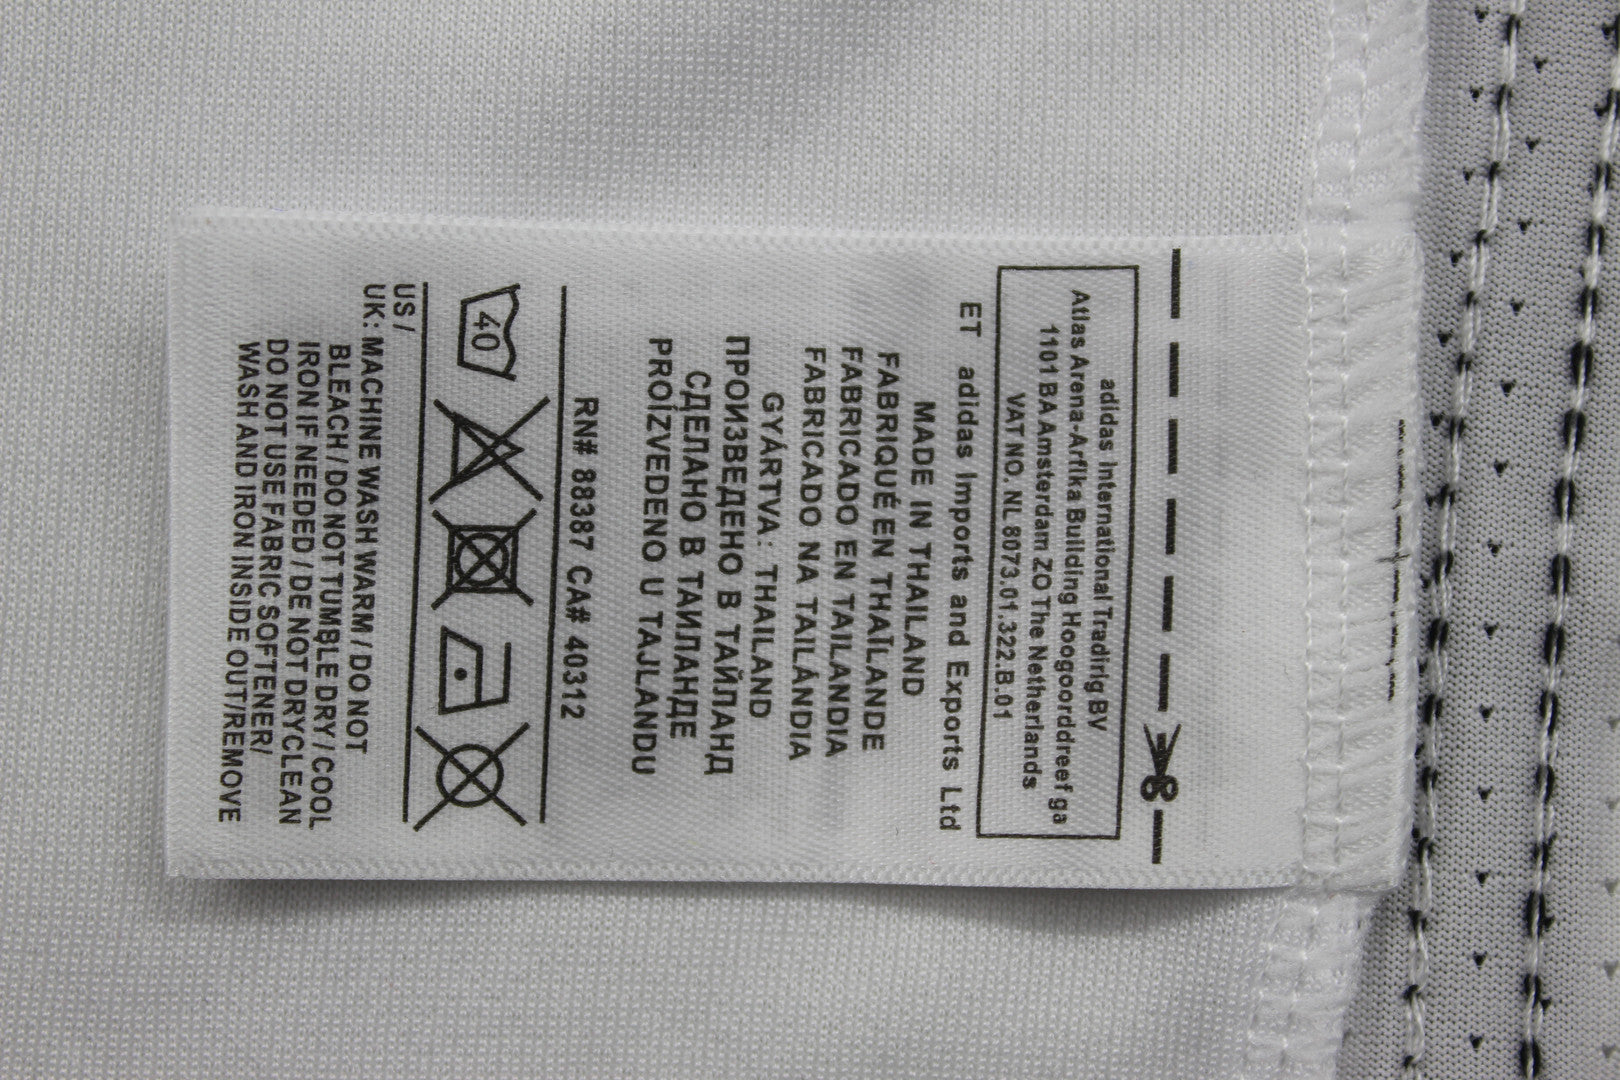 adidas International Tradirig BV
Atlas Arena-Arflka Building Hoogoorddreef ga
1101 BA Amsterdam ZO The Netherlands
VAT NO. NL 8073.01.322.B.01
ET adidas Imports and Exports Ltd
MADE IN THAILAND
FABRIQUÉ EN THAÏLANDE
FABRICADO EN TAILANDIA
FABRICADO NA TAILÁNDIA
GYÁRTVA: THAILAND
ПРОИЗВЕДЕНО В ТАЙЛАНД
СДЕЛАНО В ТАИЛАНДЕ
PROÍZVEDENO U TAJLANDU
RN# 88387 CA# 40312
40
US /
UK: MACHINE WASH WARM / DO NOT
BLEACH / DO NOT TUMBLE DRY / COOL
IRON IF NEEDED / DE NOT DRYCLEAN
DO NOT USE FABRIC SOFTENER/
WASH AND IRON INSIDE OUT/REMOVE